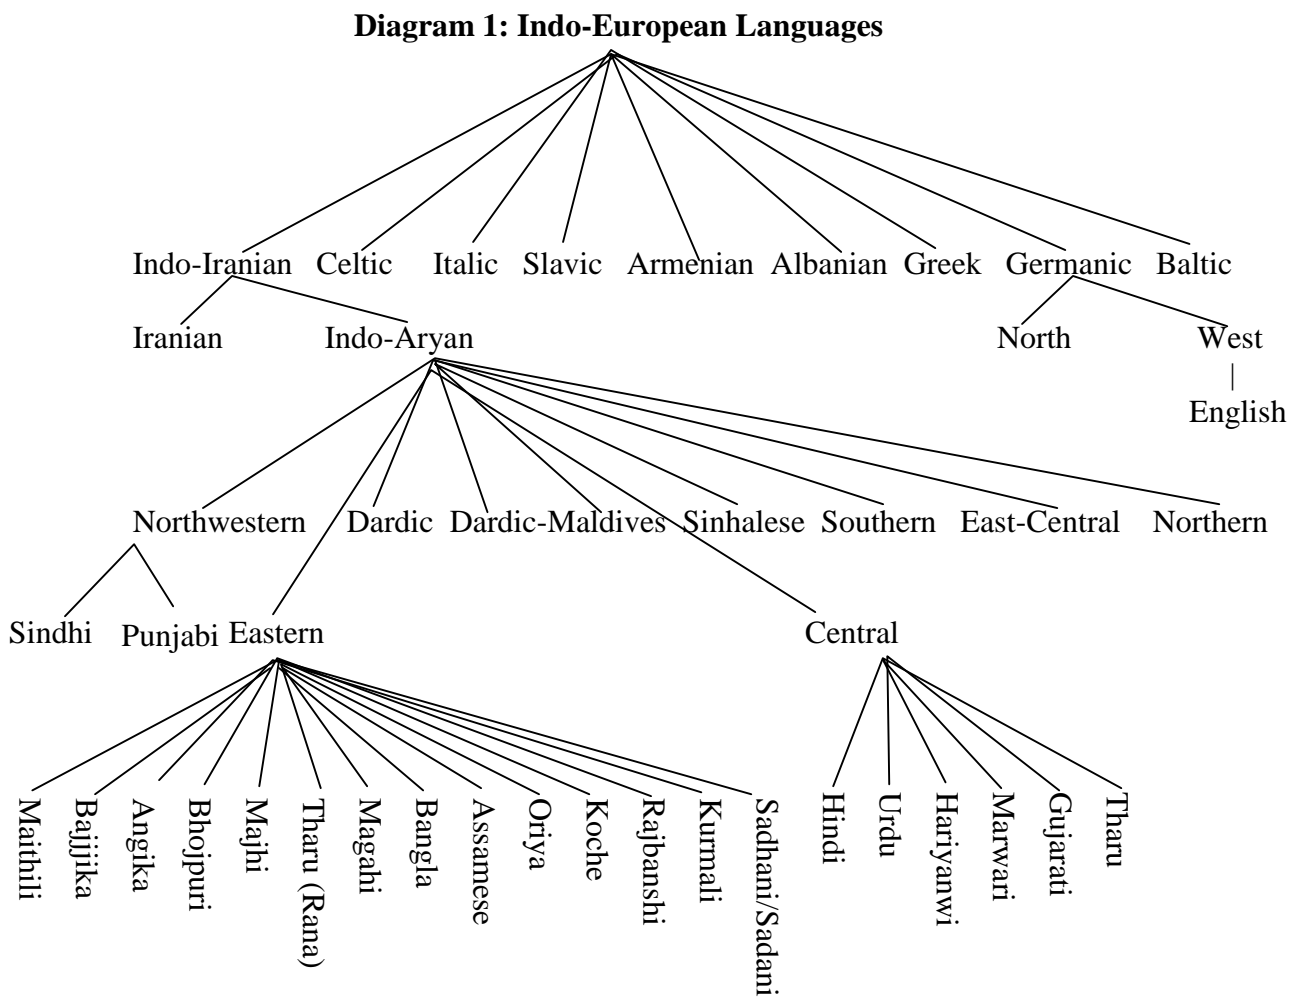 Diagram 1: Indo-European Languages
Indo-Iranian Celtic Italic Slavic Armenian Albanian Greek Germanic Baltic
Iranian Indo-Aryan North West
English
Northwestern Dardic Dardic-Maldives Sinhalese Southern East-Central Northern
Sindhi Punjabi Eastern Central
Maithili
Bajjjika
Angika
Bhojpuri
Majhi
Tharu (Rana)
Magahi
Bangla
Assamese
Oriya
Koche
Rajbanshi
Kurmali
Sadhani/Sadani
Hindi
Urdu
Hariyanwi
Marwari
Gujarati
Tharu